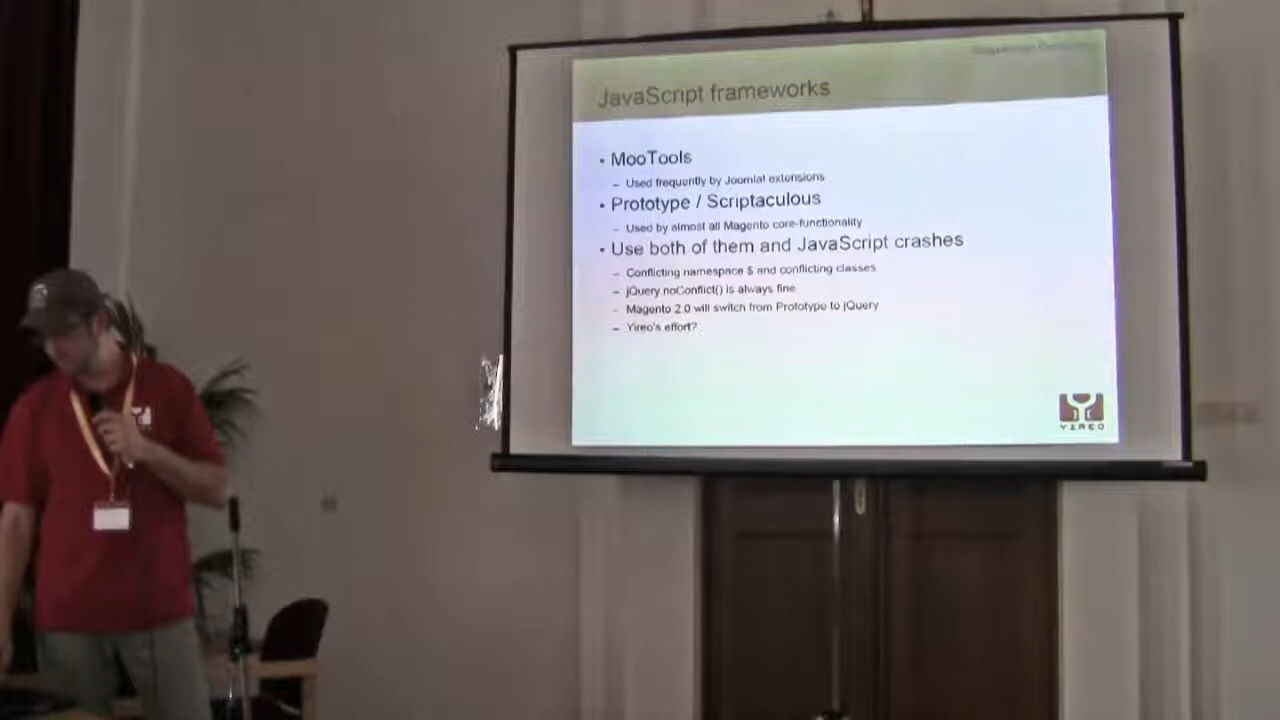 JavaScript frameworks
• MooTools
– Used frequently by Joomla! extensions
• Prototype / Scriptaculous
– Used by almost all Magento core-functionality
• Use both of them and JavaScript crashes
– Conflicting namespace $ and conflicting classes
– jQuery noConflict() is always fine
– Magento 2.0 will switch from Prototype to jQuery
– Yireo's effort?
YIREO